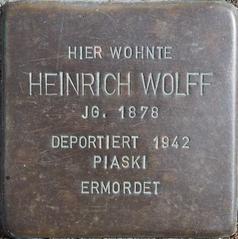 HIER WOHNTE
HEINRICH WOLFF
JG. 1878
DEPORTIERT 1942
PIASKI
ERMORDET